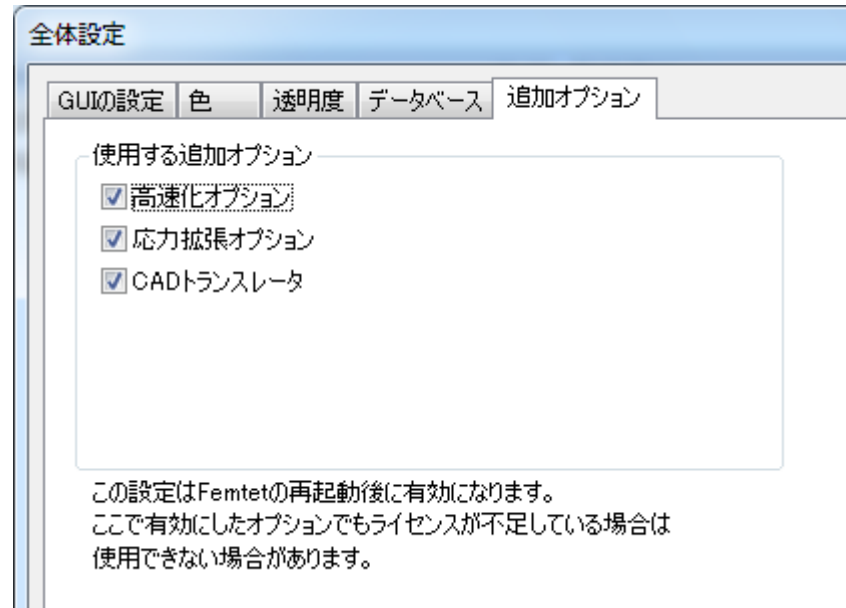 全体設定
GUIの設定 色 透明度 データベース 追加オプション
使用する追加オプション
高速化オプション
応力拡張オプション
CADトランスレータ
この設定はFemtetの再起動後に有効になります。
ここで有効にしたオプションでもライセンスが不足している場合は
使用できない場合があります。